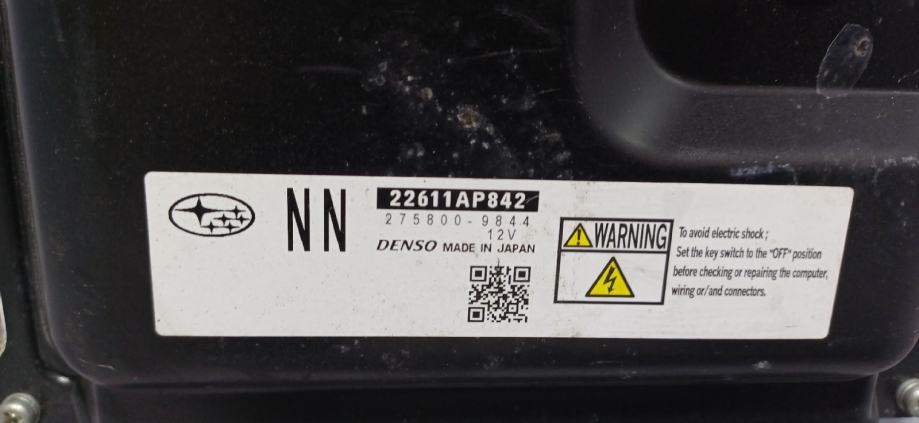 NN
22611AP842
275800-9844
12V
DENSO MADE IN JAPAN
WARNING
To avoid electric shock;
Set the key switch to the "OFF" position
before checking or repairing the computer,
wiring or/and connectors.